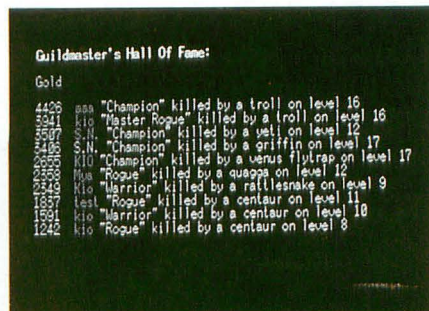 Guildmaster's Hall Of Fame:
Gold
4426 aaa "Champion" killed by a troll on level 16
3941 kio "Master Rogue" killed by a troll on level 16
3507 S.N. "Champion" killed by a yeti on level 12
3406 S.N. "Champion" killed by a griffin on level 17
2655 KIO "Champion" killed by a venus flytrap on level 17
2369 Mya "Rogue" killed by a quagga on level 12
2349 Kio "Warrior" killed by a rattlesnake on level 9
1837 test "Rogue" killed by a centaur on level 11
1591 kio "Warrior" killed by a centaur on level 10
1242 kio "Rogue" killed by a centaur on level 8